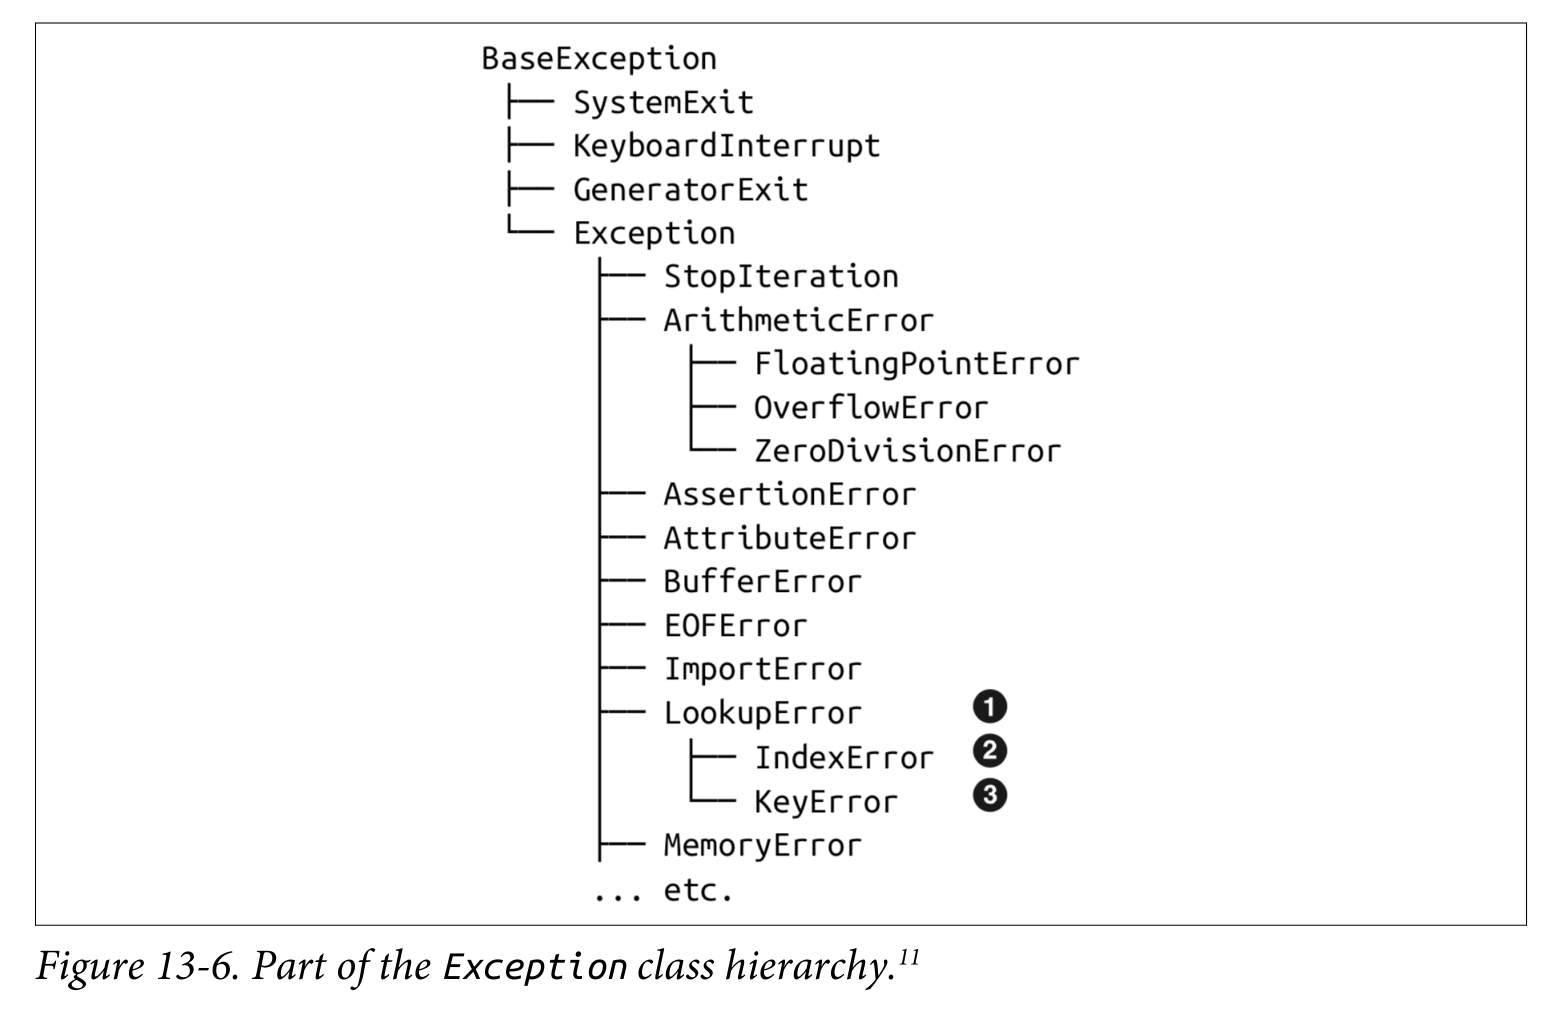 BaseException
├── SystemExit
├── KeyboardInterrupt
├── GeneratorExit
└── Exception
├── StopIteration
├── ArithmeticError
├── FloatingPointError
├── OverflowError
└── ZeroDivisionError
├── AssertionError
├── AttributeError
├── BufferError
├── EOFError
├── ImportError
├── LookupError ❶
├── IndexError ❷
└── KeyError ❸
├── MemoryError
... etc.
Figure 13-6. Part of the Exception class hierarchy.¹¹